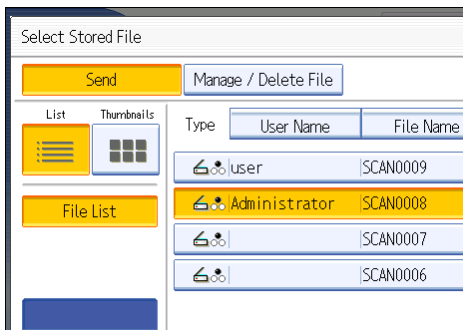 Select Stored File
Send Manage / Delete File
List Thumbnails
Type User Name File Name
user SCAN0009
Administrator SCAN0008
File List
SCAN0007
SCAN0006